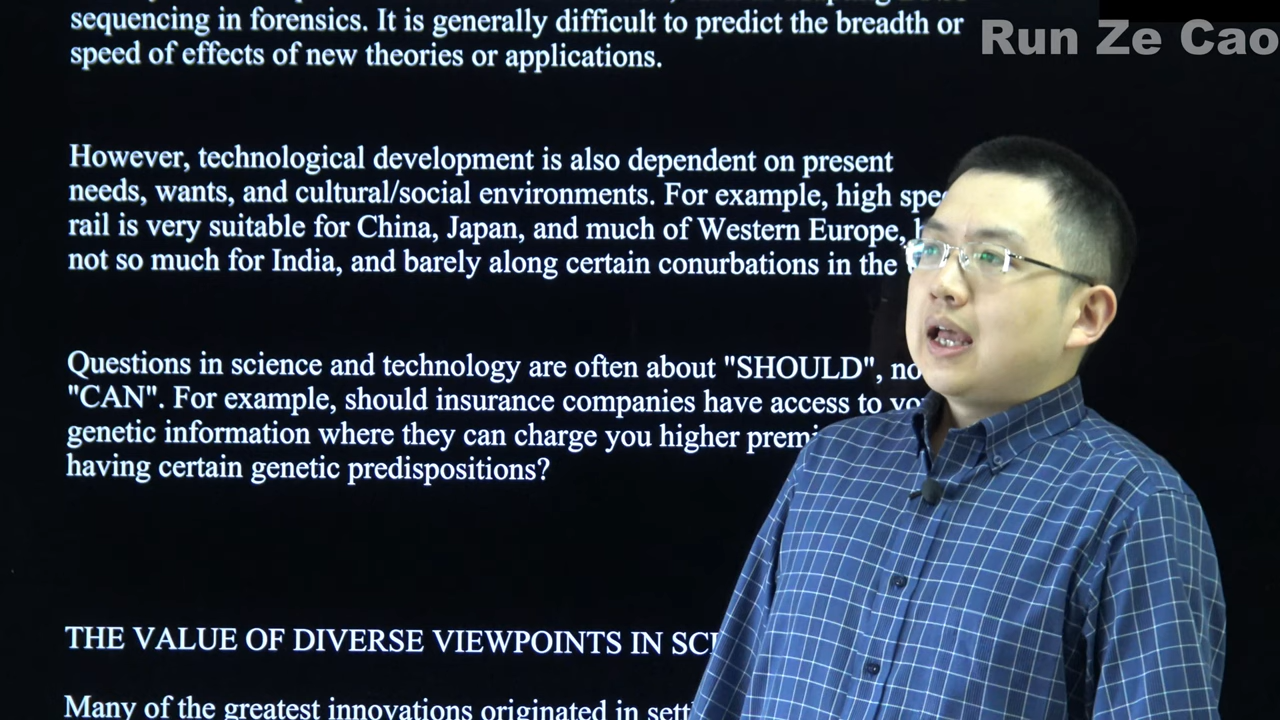 sequencing in forensics. It is generally difficult to predict the breadth or
speed of effects of new theories or applications.
Run Ze Cao
However, technological development is also dependent on present
needs, wants, and cultural/social environments. For example, high
rail is very suitable for China, Japan, and much of Western Europe,
not so much for India, and barely along certain conurbations in the
Questions in science and technology are often about "SHOULD",
"CAN". For example, should insurance companies have access to
genetic information where they can charge you higher
having certain genetic predispositions?
THE VALUE OF DIVERSE VIEWPOINTS IN
Many of the greatest innovations originated in